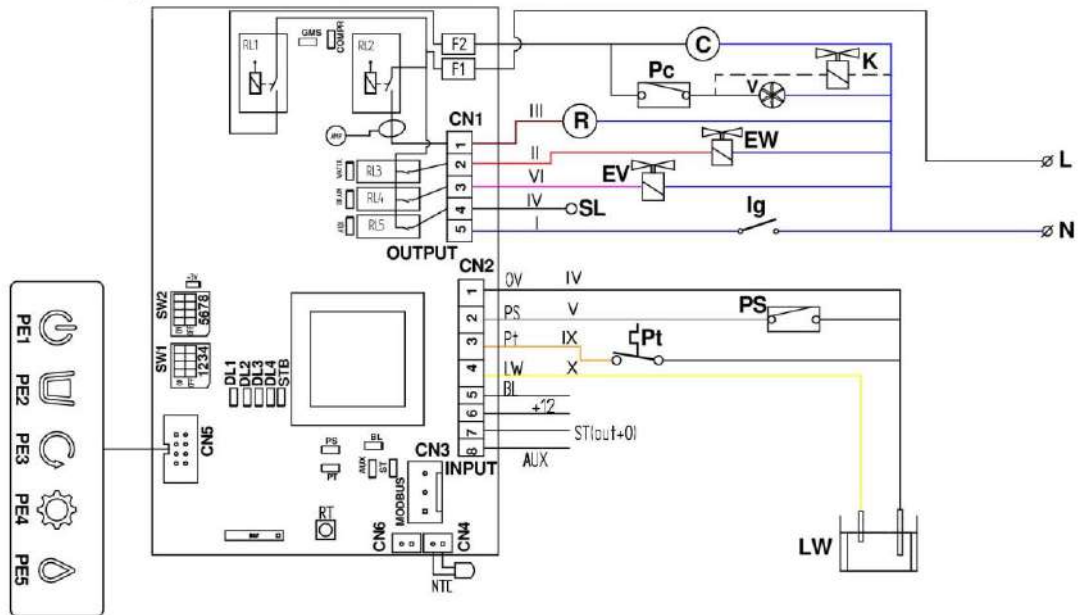 RL1
GMS
COMPR
RL2
F2
F1
C
Pc
V
K
CN1
III
R
1
II
EW
2
VI
EV
3
IV
SL
4
I
Ig
5
L
N
WATER
RL3
RL4
RL5
OUTPUT
CN2
0V IV
1
PS V
2
PS
Pt IX
3
Pt
LW X
4
BL
5
+12
6
ST(out+0)
7
AUX
8
INPUT
SW2
5678
SW1
1234
DL1
DL2
DL3
DL4
STB
PE1
PE2
PE3
PE4
PE5
CN5
PS
BL
PT
AUX
ST
CN3
MODBUS
RT
CN6
CN4
NTC
LW